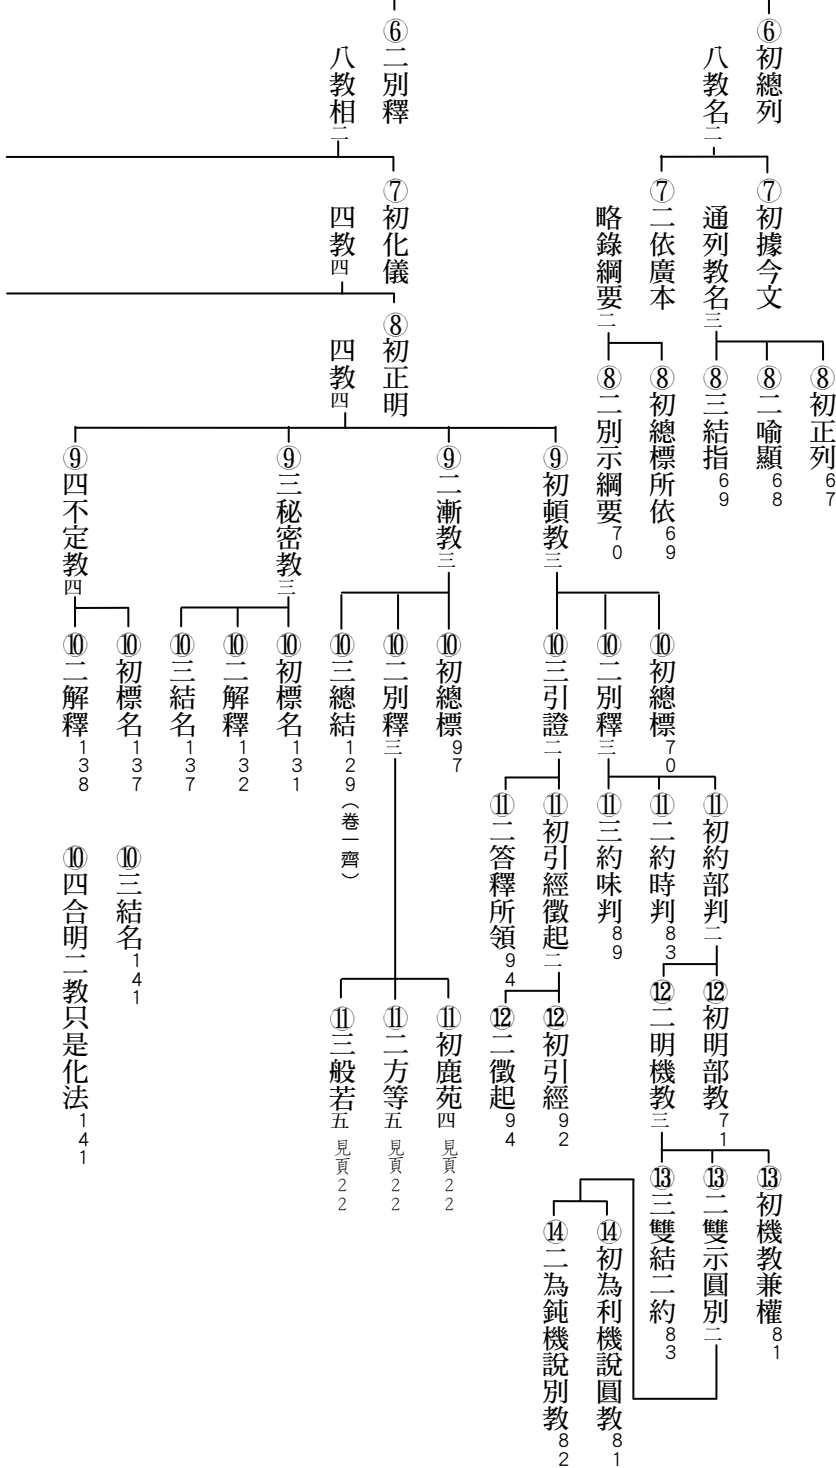 ⑥初總列
八教名二
⑦初據今文
通列教名三
⑧初正列67
⑧二喻顯68
⑧三結指69
⑦二依廣本
略錄綱要二
⑧初總標所依69
⑧二別示綱要70
⑥二別釋
八教相二
⑦初化儀
四教四
⑧初正明
四教四
⑨初頓教三
⑩初總標70
⑩二別釋三
⑪初約部判二
⑫初明部教71
⑫二明機教三
⑬初機教兼權81
⑬二雙示圓別二
⑭初為利機說圓教81
⑭二為鈍機說別教82
⑬三雙結二約83
⑪二約時判83
⑪三約味判89
⑩三引證二
⑪初引經徵起二
⑫初引經92
⑫二徵起94
⑪二答釋所領94
⑨二漸教三
⑩初總標97
⑩二別釋三
⑪初鹿苑四 見頁22
⑪二方等五 見頁22
⑪三般若五 見頁22
⑩三總結129(卷一齊)
⑨三秘密教三
⑩初標名131
⑩二解釋132
⑩三結名137
⑨四不定教四
⑩初標名137
⑩二解釋138
⑩三結名141
⑩四合明二教只是化法141